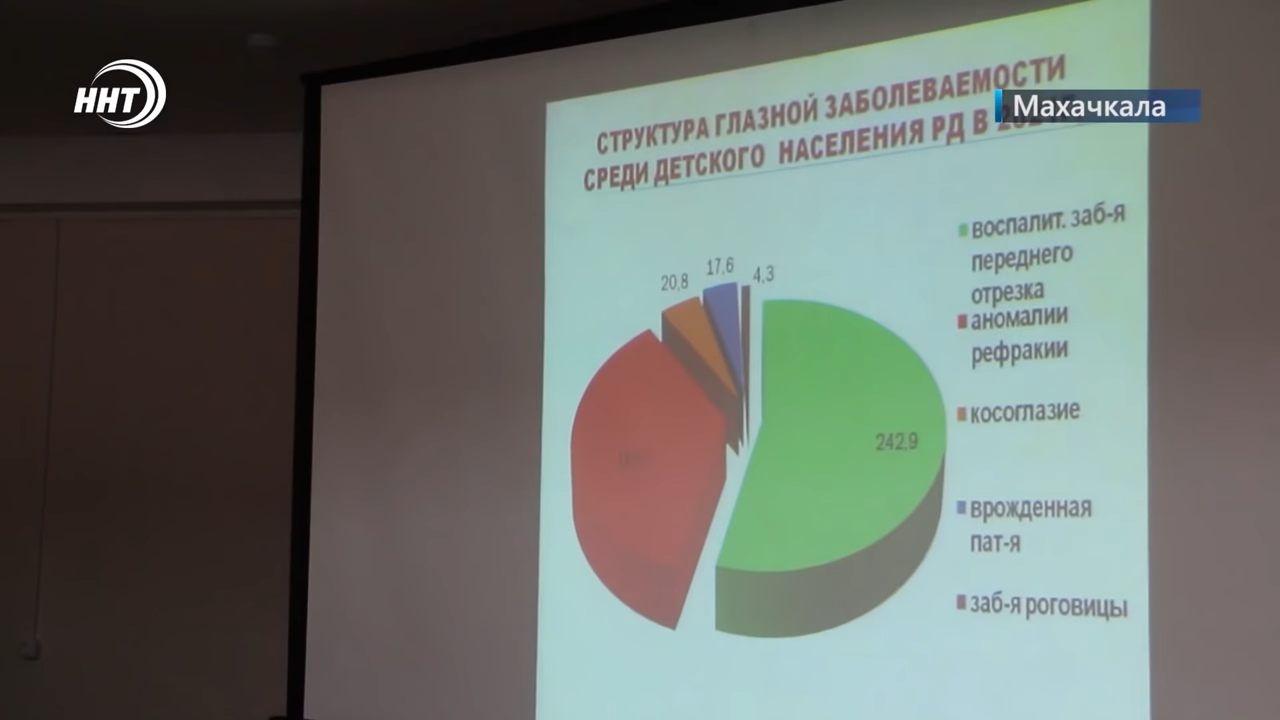 ННТ
Махачкала
СТРУКТУРА ГЛАЗНОЙ ЗАБОЛЕВАЕМОСТИ
СРЕДИ ДЕТСКОГО НАСЕЛЕНИЯ РД В
20,8
17,6
4,3
242,9
воспалит. заб-я
переднего
отрезка
аномалии
рефракии
косоглазие
врожденная
пат-я
заб-я роговицы